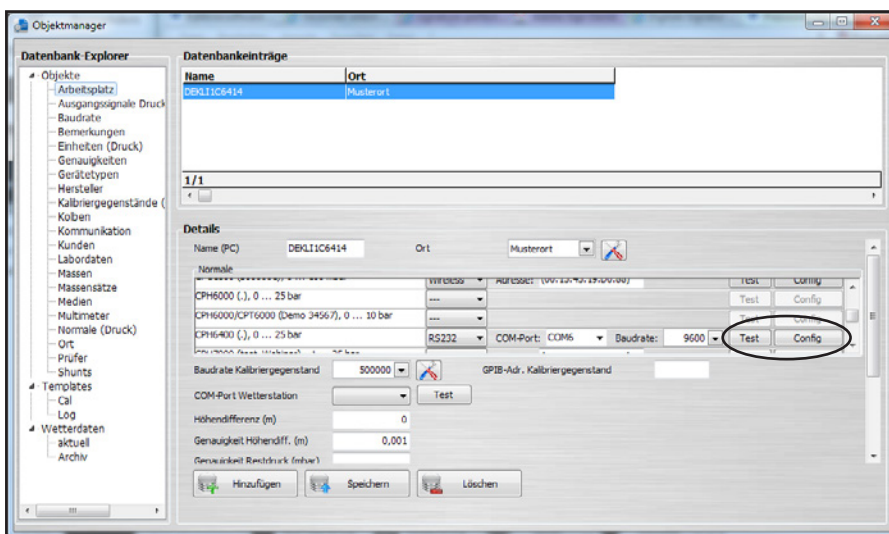 Objektmanager
Datenbank-Explorer
Objekte
Arbeitsplatz
Ausgangssignale Druck
Baudrate
Bemerkungen
Einheiten (Druck)
Genauigkeiten
Gerätetypen
Hersteller
Kalibriergegenstände (
Kolben
Kommunikation
Kunden
Labordaten
Massen
Massensätze
Medien
Multimeter
Normale (Druck)
Ort
Prüfer
Shunts
Templates
Cal
Log
Wetterdaten
aktuell
Archiv
Datenbankeinträge
Name Ort
DEKLI1C6414 Musterort
1/1
Details
Name (PC) DEKLI1C6414 Ort Musterort
Normale
Wireless Adresse: Test Config
CPH6000 (.), 0 ... 25 bar --- Test Config
CPH6000/CPT6000 (Demo 34567), 0 ... 10 bar --- Test Config
CPH6400 (.), 0 ... 25 bar RS232 COM-Port: COM6 Baudrate: 9600 Test Config
Baudrate Kalibriergegenstand 500000 GPIB-Adr. Kalibriergegenstand
COM-Port Wetterstation Test
Höhendifferenz (m) 0
Genauigkeit Höhendiff. (m) 0,001
Genauigkeit Restdruck (mbar)
Hinzufügen Speichern Löschen